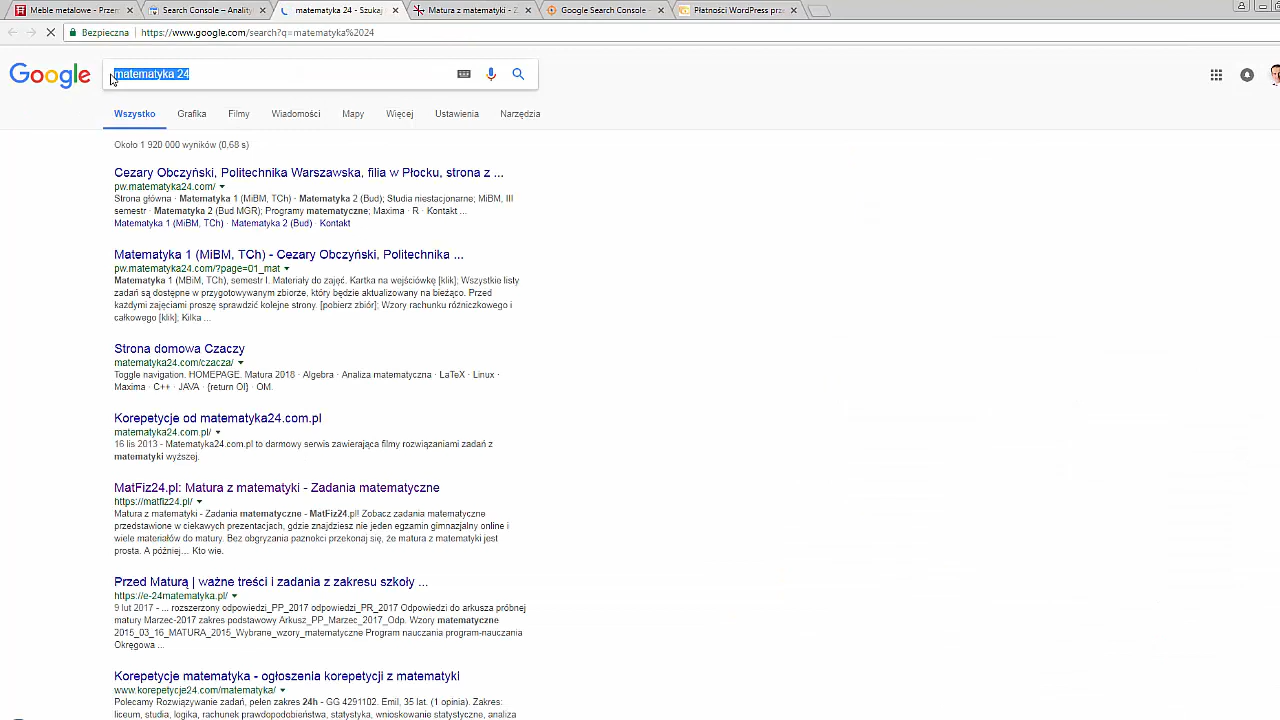 Meble metalowe - Przem
Search Console – Anality
matematyka 24 - Szukaj
Matura z matematyki - Z
Google Search Console
Płatności WordPress prze
Bezpieczna
https://www.google.com/search?q=matematyka%2024
Google
matematyka 24
Wszystko Grafika Filmy Wiadomości Mapy Więcej Ustawienia Narzędzia
Około 1 920 000 wyników (0,68 s)
Cezary Obczyński, Politechnika Warszawska, filia w Płocku, strona z ...
pw.matematyka24.com/
Strona główna · Matematyka 1 (MiBM, TCh) · Matematyka 2 (Bud); Studia niestacjonarne; MiBM, III
semestr · Matematyka 2 (Bud MGR); Programy matematyczne; Maxima · R · Kontakt ...
Matematyka 1 (MiBM, TCh) · Matematyka 2 (Bud) · Kontakt
Matematyka 1 (MiBM, TCh) - Cezary Obczyński, Politechnika ...
pw.matematyka24.com/?page=01_mat
Matematyka 1 (MBiM, TCh), semestr I. Materiały do zajęć. Kartka na wejściówkę [klik]; Wszystkie listy
zadań są dostępne w przygotowywanym zbiorze, który będzie aktualizowany na bieżąco. Przed
każdymi zajęciami proszę sprawdzić kolejne strony. [pobierz zbiór]; Wzory rachunku różniczkowego i
całkowego [klik]; Kilka ...
Strona domowa Czaczy
matematyka24.com/czacza/
Toggle navigation. HOMEPAGE. Matura 2018 · Algebra · Analiza matematyczna · LaTeX · Linux ·
Maxima · C++ · JAVA · {return 0!} · OM.
Korepetycje od matematyka24.com.pl
matematyka24.com.pl/
16 lis 2013 - Matematyka24.com.pl to darmowy serwis zawierająca filmy rozwiązaniami zadań z
matematyki wyższej.
MatFiz24.pl: Matura z matematyki - Zadania matematyczne
https://matfiz24.pl/
Matura z matematyki - Zadania matematyczne - MatFiz24.pl! Zobacz zadania matematyczne
przedstawione w ciekawych prezentacjach, gdzie znajdziesz nie jeden egzamin gimnazjalny online i
wiele materiałów do matury. Bez obgryzania paznokci przekonaj się, że matura z matematyki jest
prosta. A później... Kto wie.
Przed Maturą | ważne treści i zadania z zakresu szkoły ...
https://e-24matematyka.pl/
9 lut 2017 - ... rozszerzony odpowiedzi_PP_2017 odpowiedzi_PR_2017 Odpowiedzi do arkusza próbnej
matury Marzec-2017 zakres podstawowy Arkusz_PP_Marzec_2017_Odp. Wzory matematyczne
2015_03_16_MATURA_2015_Wybrane_wzory_matematyczne Program nauczania program-nauczania
Okręgowa ...
Korepetycje matematyka - ogłoszenia korepetycji z matematyki
www.korepetycje24.com/matematyka/
Polecamy Rozwiązywanie zadań, pełen zakres 24h - GG 4291102. Emil, 35 lat. (1 opinia). Zakres:
liceum, studia, logika, rachunek prawdopodobieństwa, statystyka, wnioskowanie statystyczne, analiza